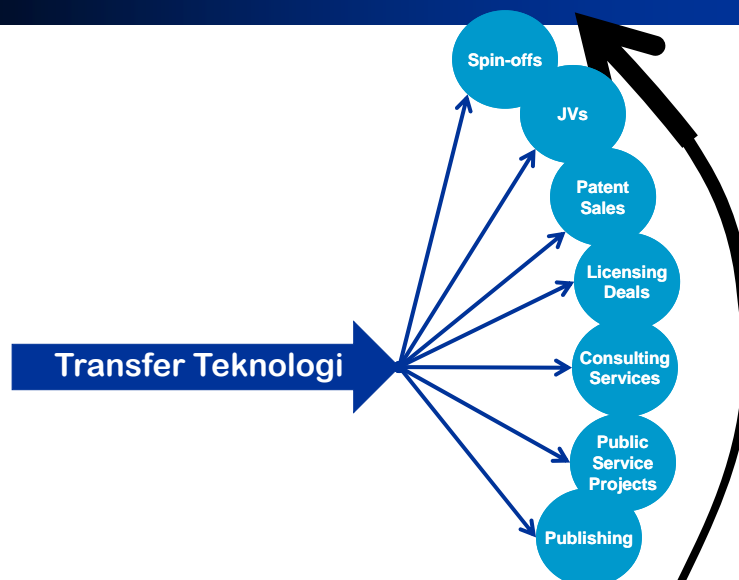 Spin-offs
JVs
Patent
Sales
Licensing
Deals
Transfer Teknologi
Consulting
Services
Public
Service
Projects
Publishing